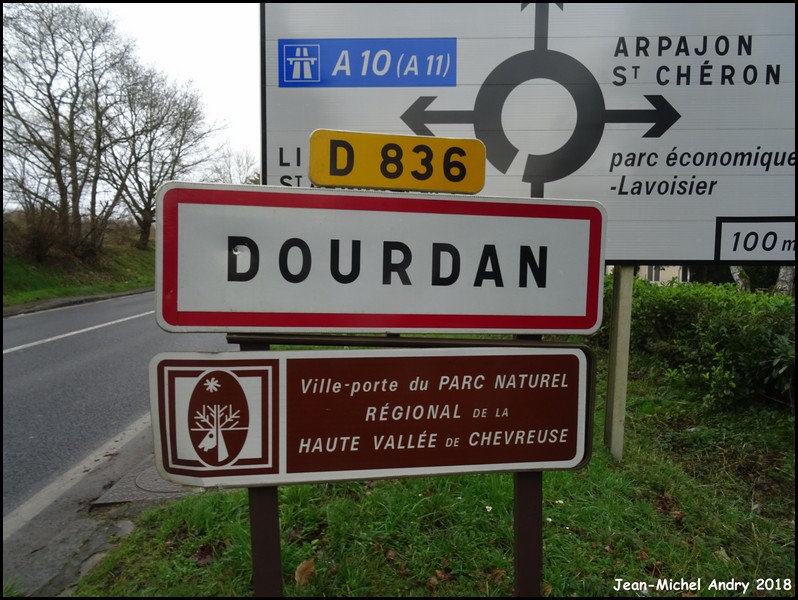 A 10 (A 11)
ARPAJON
ST CHÉRON
parc économique
-Lavoisier
100 m
D 836
DOURDAN
Ville-porte du PARC NATUREL
RÉGIONAL DE LA
HAUTE VALLÉE DE CHEVREUSE
Jean-Michel Andry 2018